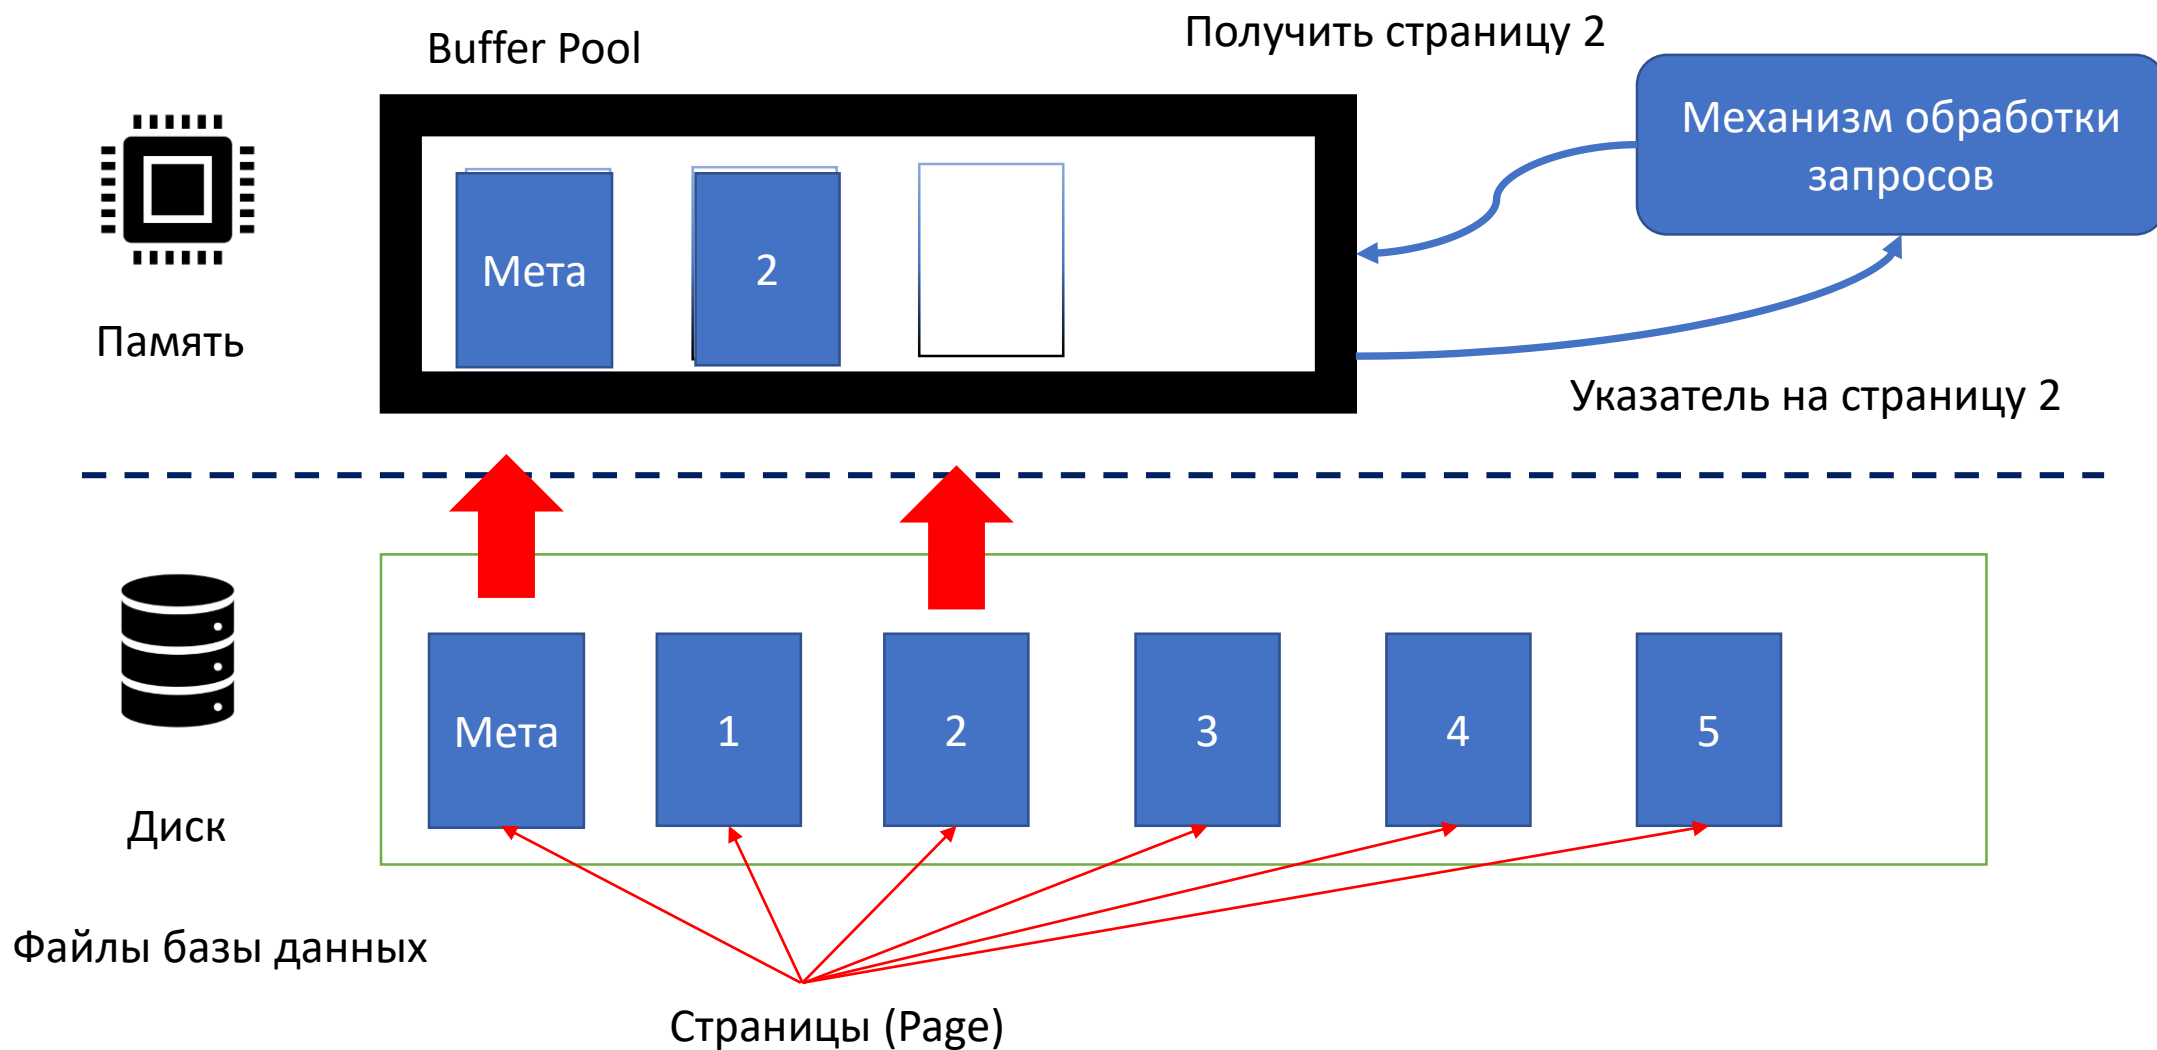 Buffer Pool
Получить страницу 2
Механизм обработки
запросов
Мета
2
Память
Указатель на страницу 2
Мета
1
2
3
4
5
Диск
Файлы базы данных
Страницы (Page)